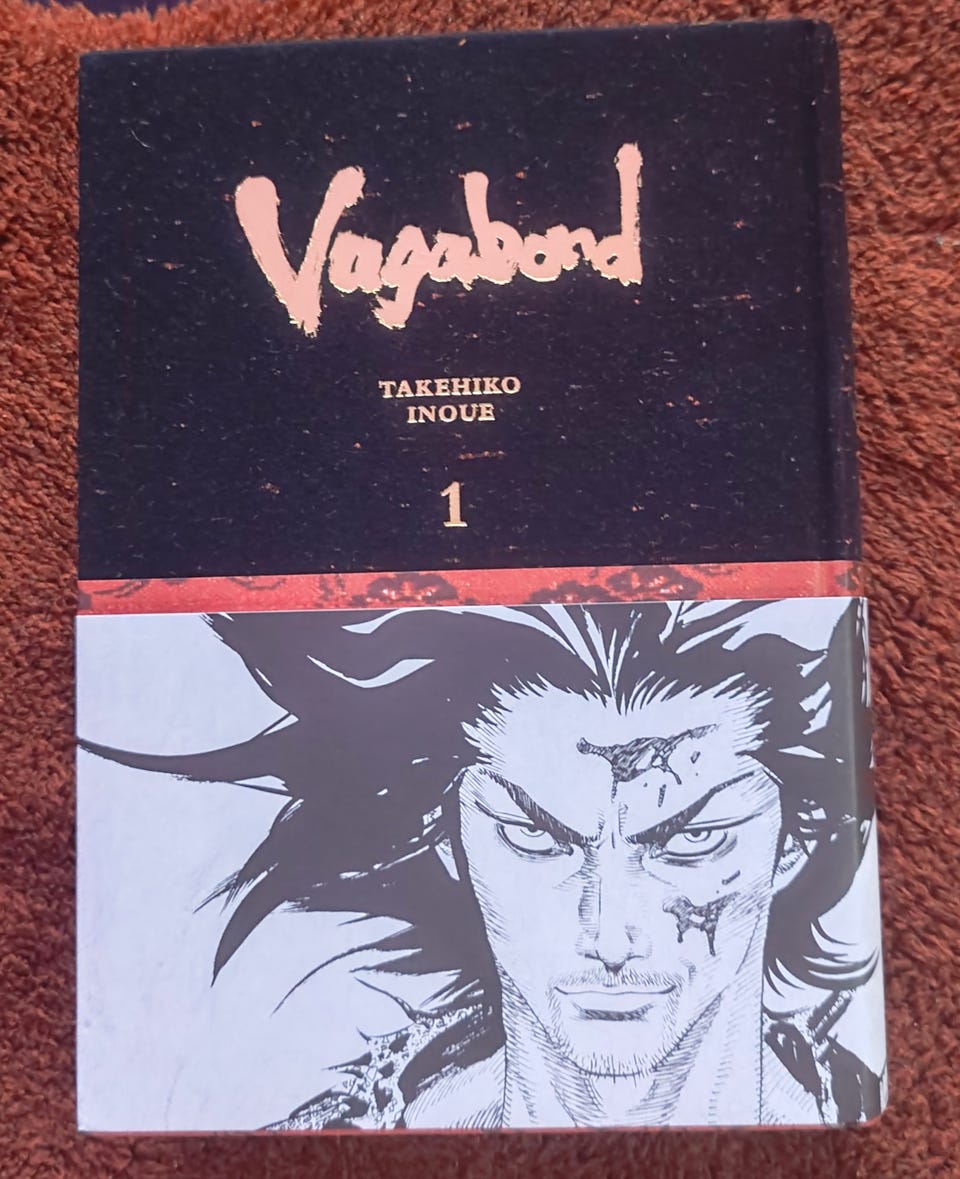 Vagabond
TAKEHIKO
INOUE
1